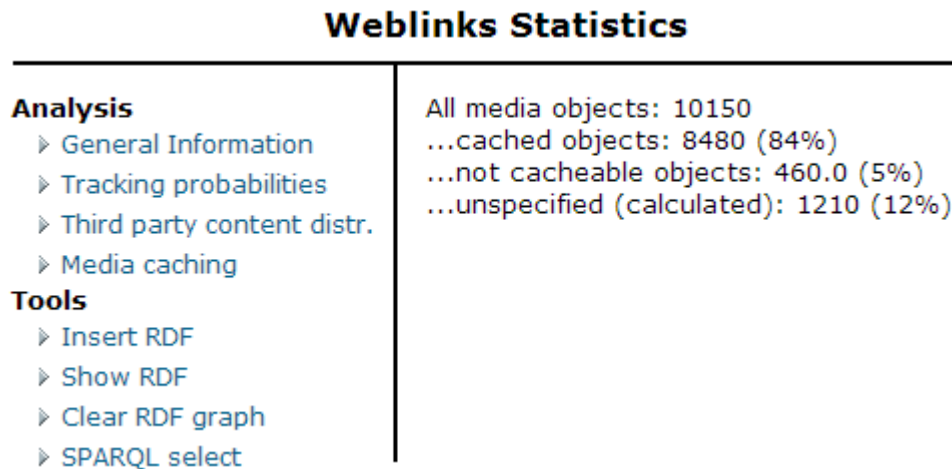 Weblinks Statistics
Analysis
General Information
Tracking probabilities
Third party content distr.
Media caching
Tools
Insert RDF
Show RDF
Clear RDF graph
SPARQL select
All media objects: 10150
...cached objects: 8480 (84%)
...not cacheable objects: 460.0 (5%)
...unspecified (calculated): 1210 (12%)